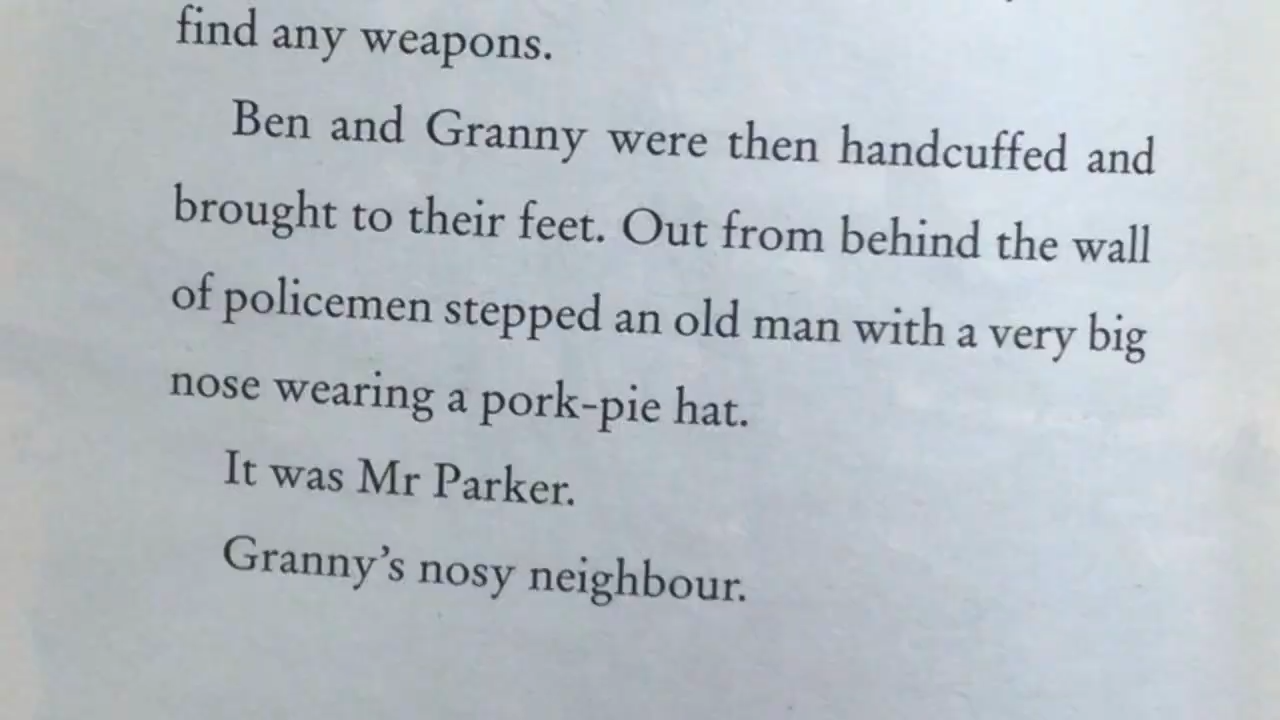 find any weapons.
Ben and Granny were then handcuffed and
brought to their feet. Out from behind the wall
of policemen stepped an old man with a very big
nose wearing a pork-pie hat.
It was Mr Parker.
Granny’s nosy neighbour.